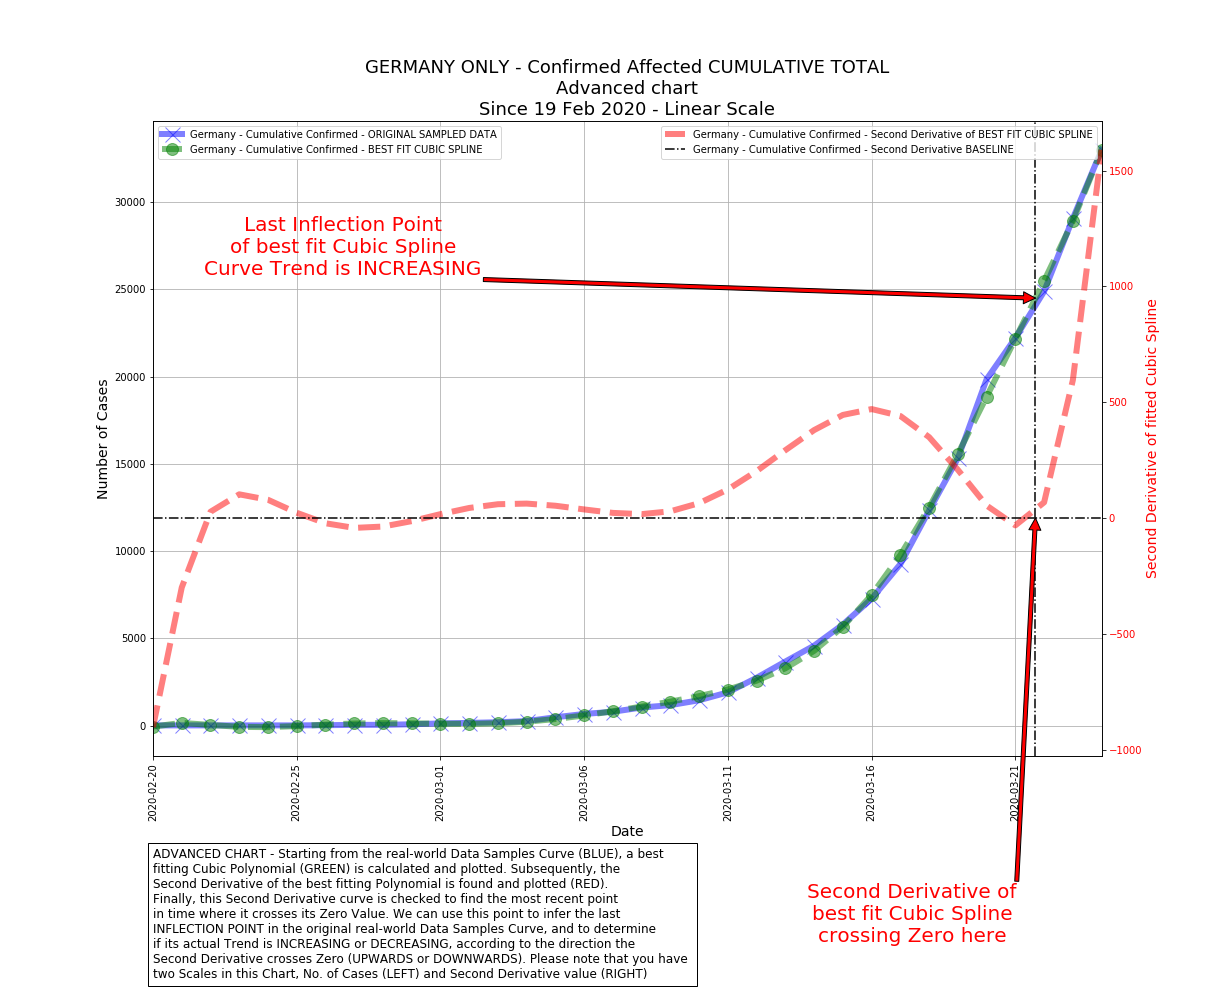 GERMANY ONLY - Confirmed Affected CUMULATIVE TOTAL
Advanced chart
Since 19 Feb 2020 - Linear Scale
Germany - Cumulative Confirmed - ORIGINAL SAMPLED DATA
Germany - Cumulative Confirmed - BEST FIT CUBIC SPLINE
Germany - Cumulative Confirmed - Second Derivative of BEST FIT CUBIC SPLINE
Germany - Cumulative Confirmed - Second Derivative BASELINE
Last Inflection Point
of best fit Cubic Spline
Curve Trend is INCREASING
Number of Cases
30000
25000
20000
15000
10000
5000
0
1500
1000
500
0
−500
−1000
Second Derivative of fitted Cubic Spline
2020-02-20
2020-02-25
2020-03-01
2020-03-06
2020-03-11
2020-03-16
2020-03-21
Date
ADVANCED CHART - Starting from the real-world Data Samples Curve (BLUE), a best
fitting Cubic Polynomial (GREEN) is calculated and plotted. Subsequently, the
Second Derivative of the best fitting Polynomial is found and plotted (RED).
Finally, this Second Derivative curve is checked to find the most recent point
in time where it crosses its Zero Value. We can use this point to infer the last
INFLECTION POINT in the original real-world Data Samples Curve, and to determine
if its actual Trend is INCREASING or DECREASING, according to the direction the
Second Derivative crosses Zero (UPWARDS or DOWNWARDS). Please note that you have
two Scales in this Chart, No. of Cases (LEFT) and Second Derivative value (RIGHT)
Second Derivative of
best fit Cubic Spline
crossing Zero here